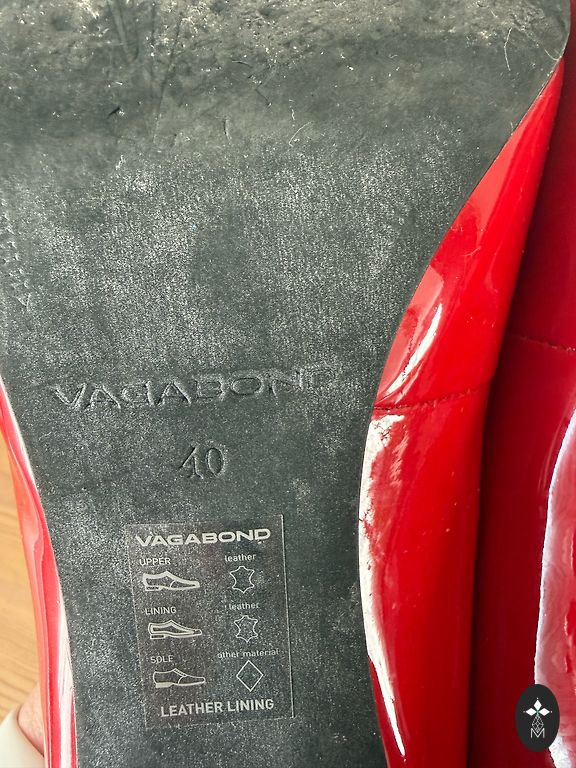 VAGABOND
40
VAGABOND
UPPER leather
LINING leather
SOLE other material
LEATHER LINING
M